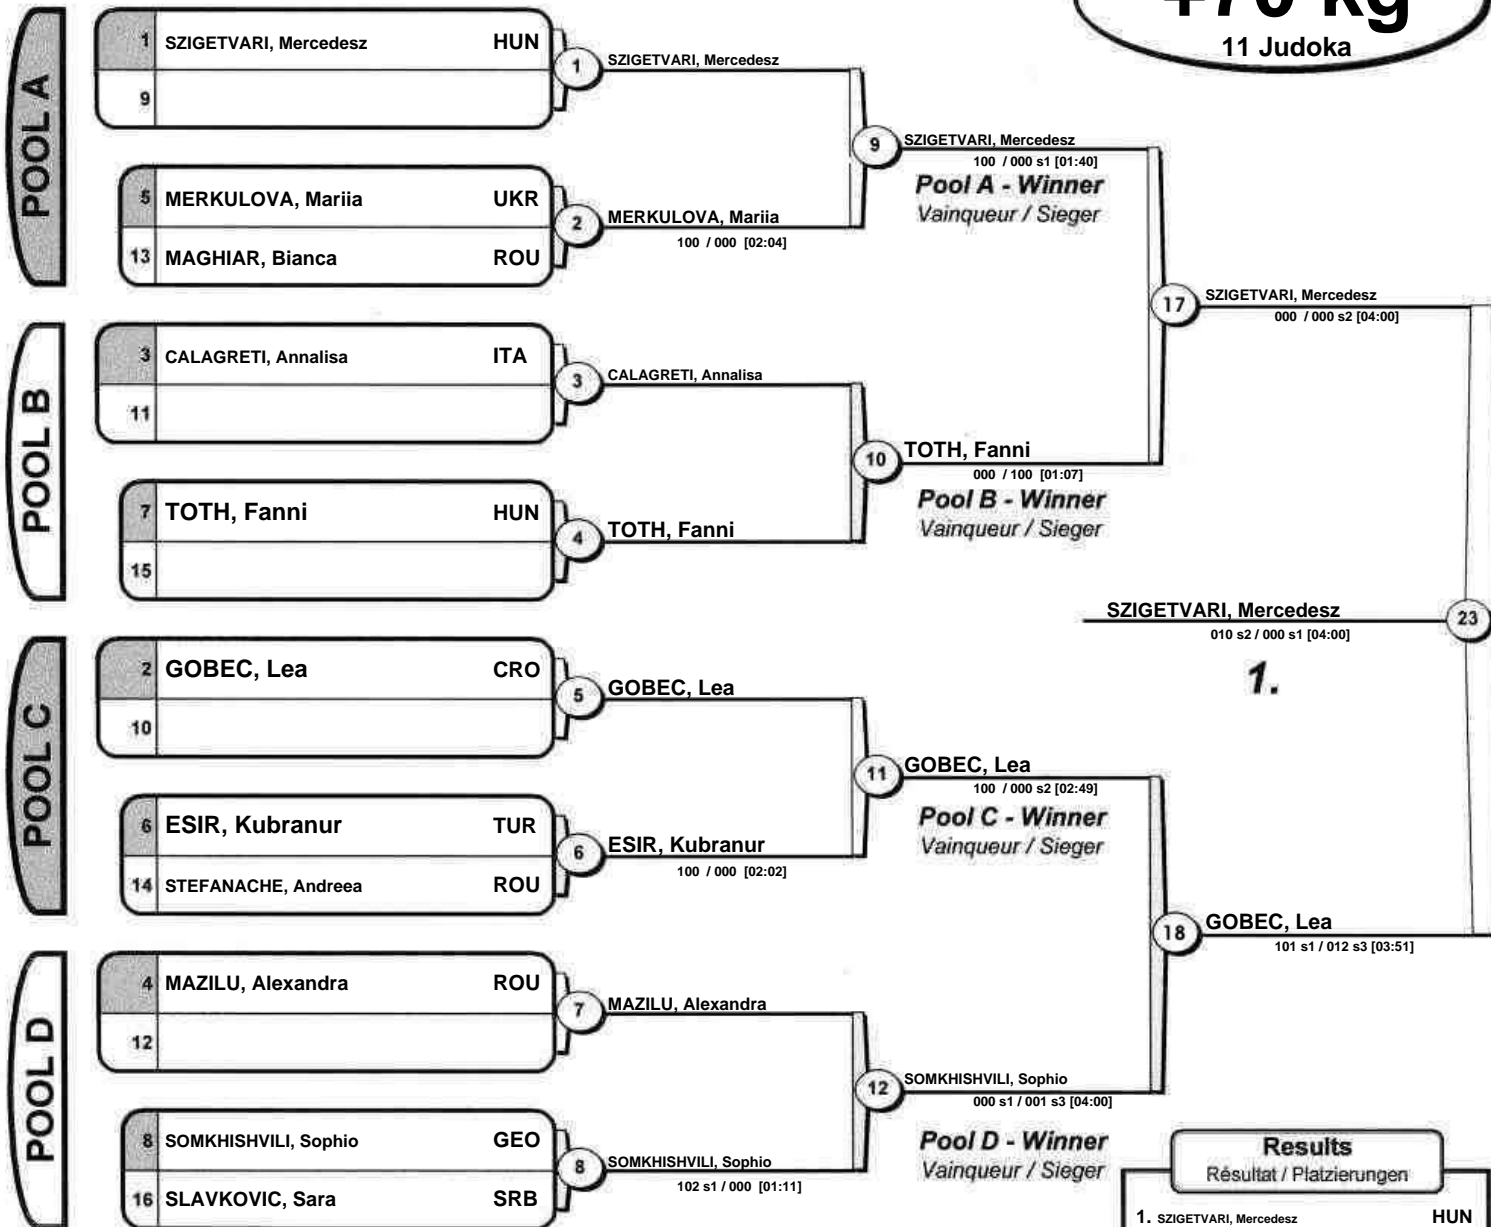 +70 kg
11 Judoka
POOL A
1 SZIGETVARI, Mercedesz HUN
9
1 SZIGETVARI, Mercedesz
5 MERKULOVA, Mariia UKR
13 MAGHIAR, Bianca ROU
2 MERKULOVA, Mariia
100 / 000 [02:04]
9 SZIGETVARI, Mercedesz
100 / 000 s1 [01:40]
Pool A - Winner
Vainqueur / Sieger
POOL B
3 CALAGRETI, Annalisa ITA
11
3 CALAGRETI, Annalisa
7 TOTH, Fanni HUN
15
4 TOTH, Fanni
10 TOTH, Fanni
000 / 100 [01:07]
Pool B - Winner
Vainqueur / Sieger
17 SZIGETVARI, Mercedesz
000 / 000 s2 [04:00]
SZIGETVARI, Mercedesz 23
010 s2 / 000 s1 [04:00]
1.
POOL C
2 GOBEC, Lea CRO
10
5 GOBEC, Lea
6 ESIR, Kubranur TUR
14 STEFANACHE, Andreea ROU
6 ESIR, Kubranur
100 / 000 [02:02]
11 GOBEC, Lea
100 / 000 s2 [02:49]
Pool C - Winner
Vainqueur / Sieger
18 GOBEC, Lea
101 s1 / 012 s3 [03:51]
POOL D
4 MAZILU, Alexandra ROU
12
7 MAZILU, Alexandra
8 SOMKHISHVILI, Sophio GEO
16 SLAVKOVIC, Sara SRB
8 SOMKHISHVILI, Sophio
102 s1 / 000 [01:11]
12 SOMKHISHVILI, Sophio
000 s1 / 001 s3 [04:00]
Pool D - Winner
Vainqueur / Sieger
Results
Résultat / Platzierungen
1. SZIGETVARI, Mercedesz HUN